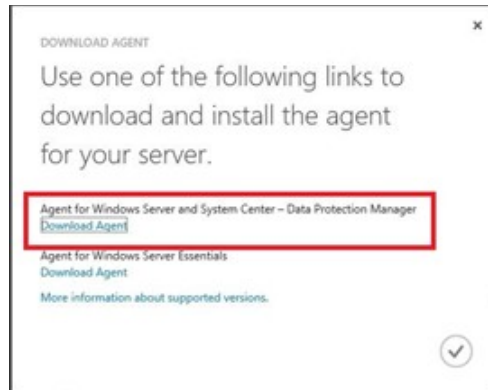 DOWNLOAD AGENT
Use one of the following links to
download and install the agent
for your server.
Agent for Windows Server and System Center – Data Protection Manager
Download Agent
Agent for Windows Server Essentials
Download Agent
More information about supported versions.